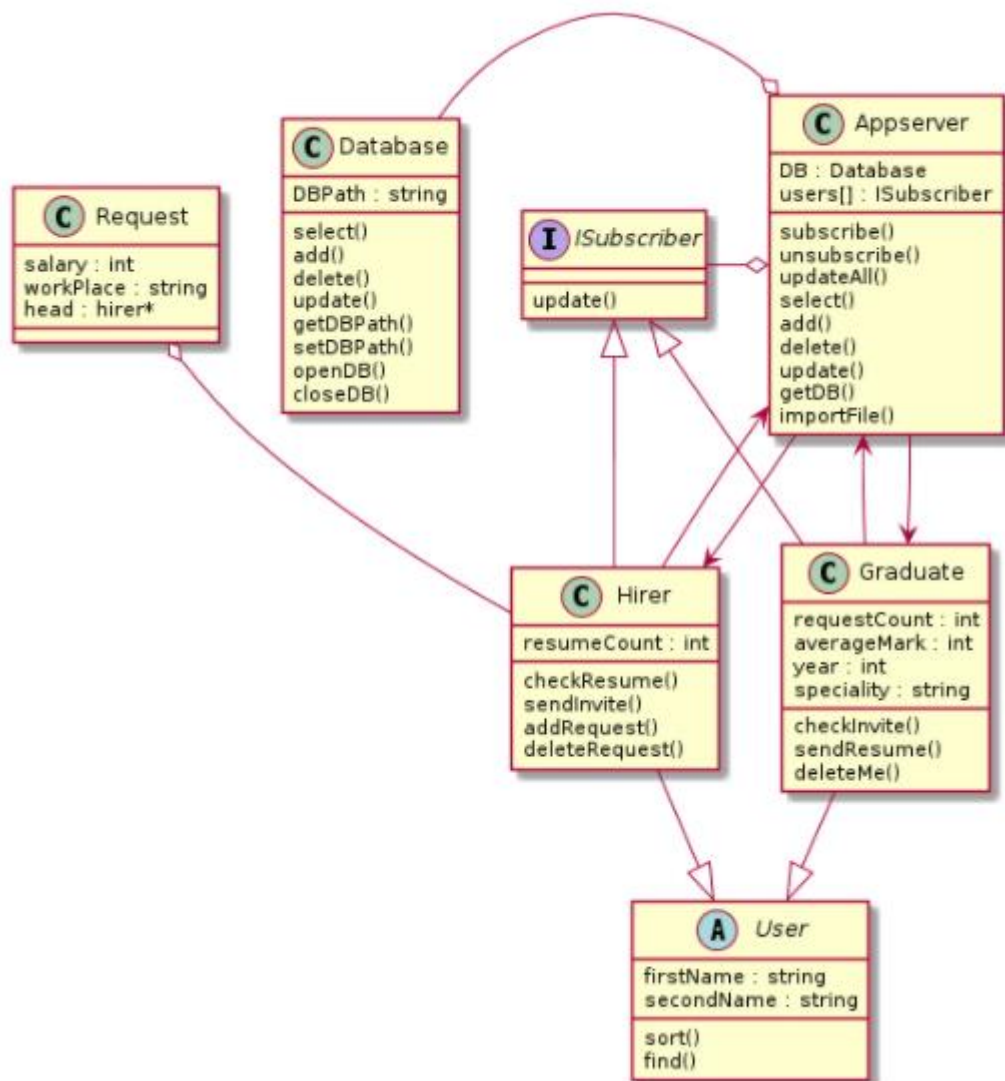 C Database
DBPath : string
select()
add()
delete()
update()
getDBPath()
setDBPath()
openDB()
closeDB()
C Appserver
DB : Database
users[] : ISubscriber
subscribe()
unsubscribe()
updateAll()
select()
add()
delete()
update()
getDB()
importFile()
C Request
salary : int
workPlace : string
head : hirer*
I ISubscriber
update()
C Hirer
resumeCount : int
checkResume()
sendInvite()
addRequest()
deleteRequest()
C Graduate
requestCount : int
averageMark : int
year : int
speciality : string
checkInvite()
sendResume()
deleteMe()
A User
firstName : string
secondName : string
sort()
find()